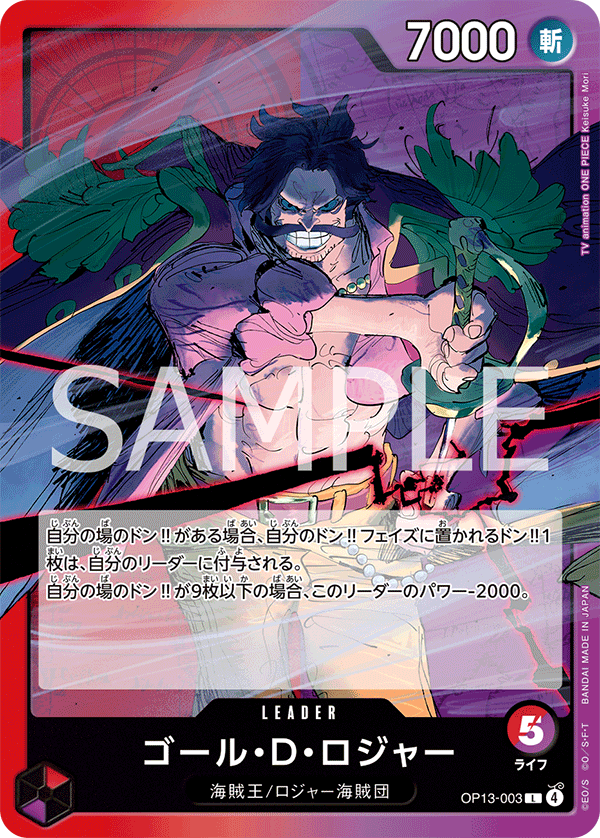 7000
斬
TV animation ONE PIECE Keisuke Mori
SAMPLE
自分の場のドン!!がある場合、自分のドン!!フェイズに置かれるドン!!1
枚は、自分のリーダーに付与される。
自分の場のドン!!が9枚以下の場合、このリーダーのパワー-2000。
LEADER
ゴール・D・ロジャー
海賊王/ロジャー海賊団
5
ライフ
OP13-003 L 4
©E.O/S ©O/S・F・T BANDAI MADE IN JAPAN